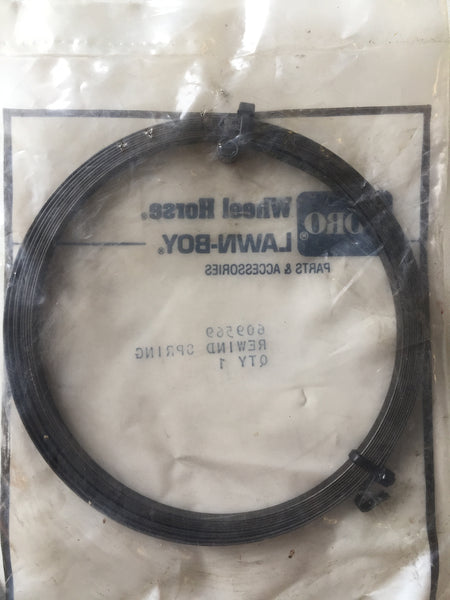 TORO® Wheel Horse®
LAWN-BOY®
PARTS & ACCESSORIES
609569
REWIND SPRING
QTY 1